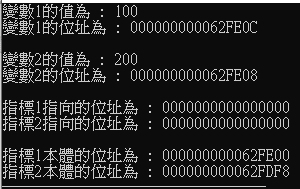 變數1的值為 : 100
變數1的位址為 : 000000000062FE0C
變數2的值為 : 200
變數2的位址為 : 000000000062FE08
指標1指向的位址為 : 0000000000000000
指標2指向的位址為 : 0000000000000000
指標1本體的位址為 : 000000000062FE00
指標2本體的位址為 : 000000000062FDF8